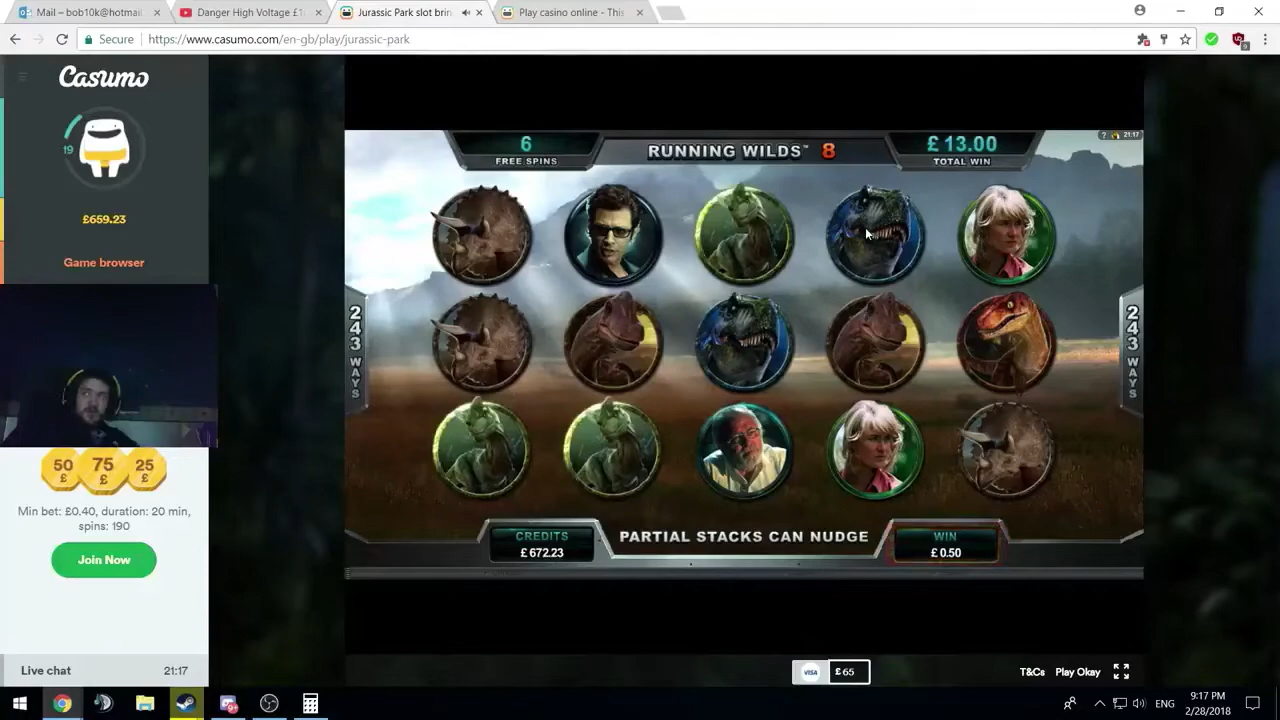 Mail – bob10k@hotmail.
Danger High Voltage £1
Jurassic Park slot brin
Play casino online - This
Secure
https://www.casumo.com/en-gb/play/jurassic-park
Casumo
19
£659.23
Game browser
50 £
75 £
25 £
Min bet: £0.40, duration: 20 min,
spins: 190
Join Now
Live chat
21:17
6
FREE SPINS
RUNNING WILDS™ 8
£ 13.00
TOTAL WIN
? 21:17
243 WAYS
243 WAYS
CREDITS
£ 672.23
PARTIAL STACKS CAN NUDGE
WIN
£ 0.50
VISA
£ 65
T&Cs
Play Okay
ENG
9:17 PM
2/28/2018